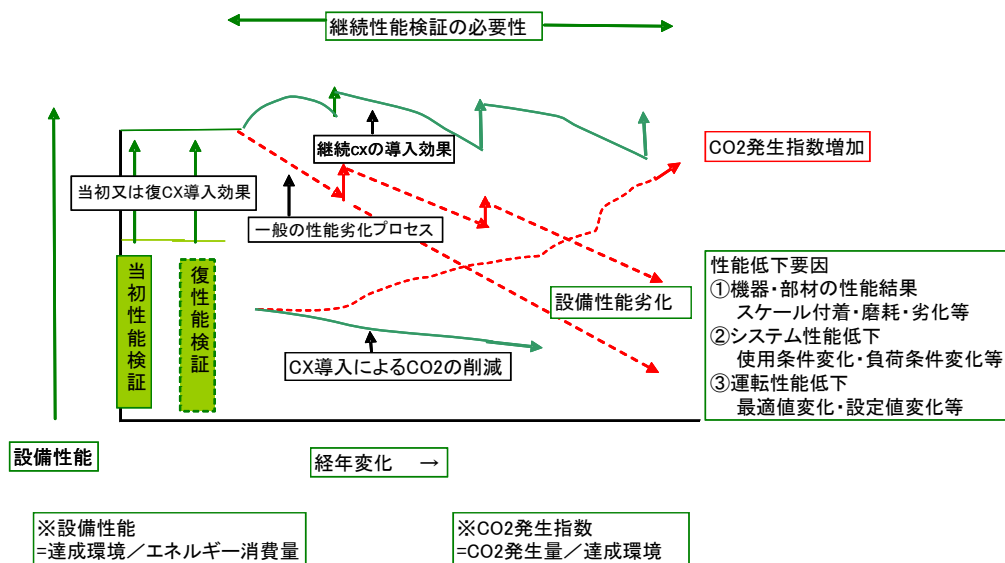 継続性能検証の必要性
継続cxの導入効果
CO2発生指数増加
当初又は復CX導入効果
一般の性能劣化プロセス
当初性能検証
復性能検証
設備性能劣化
CX導入によるCO2の削減
性能低下要因
①機器・部材の性能結果
スケール付着・磨耗・劣化等
②システム性能低下
使用条件変化・負荷条件変化等
③運転性能低下
最適値変化・設定値変化等
設備性能
経年変化 →
※設備性能
=達成環境／エネルギー消費量
※CO2発生指数
=CO2発生量／達成環境